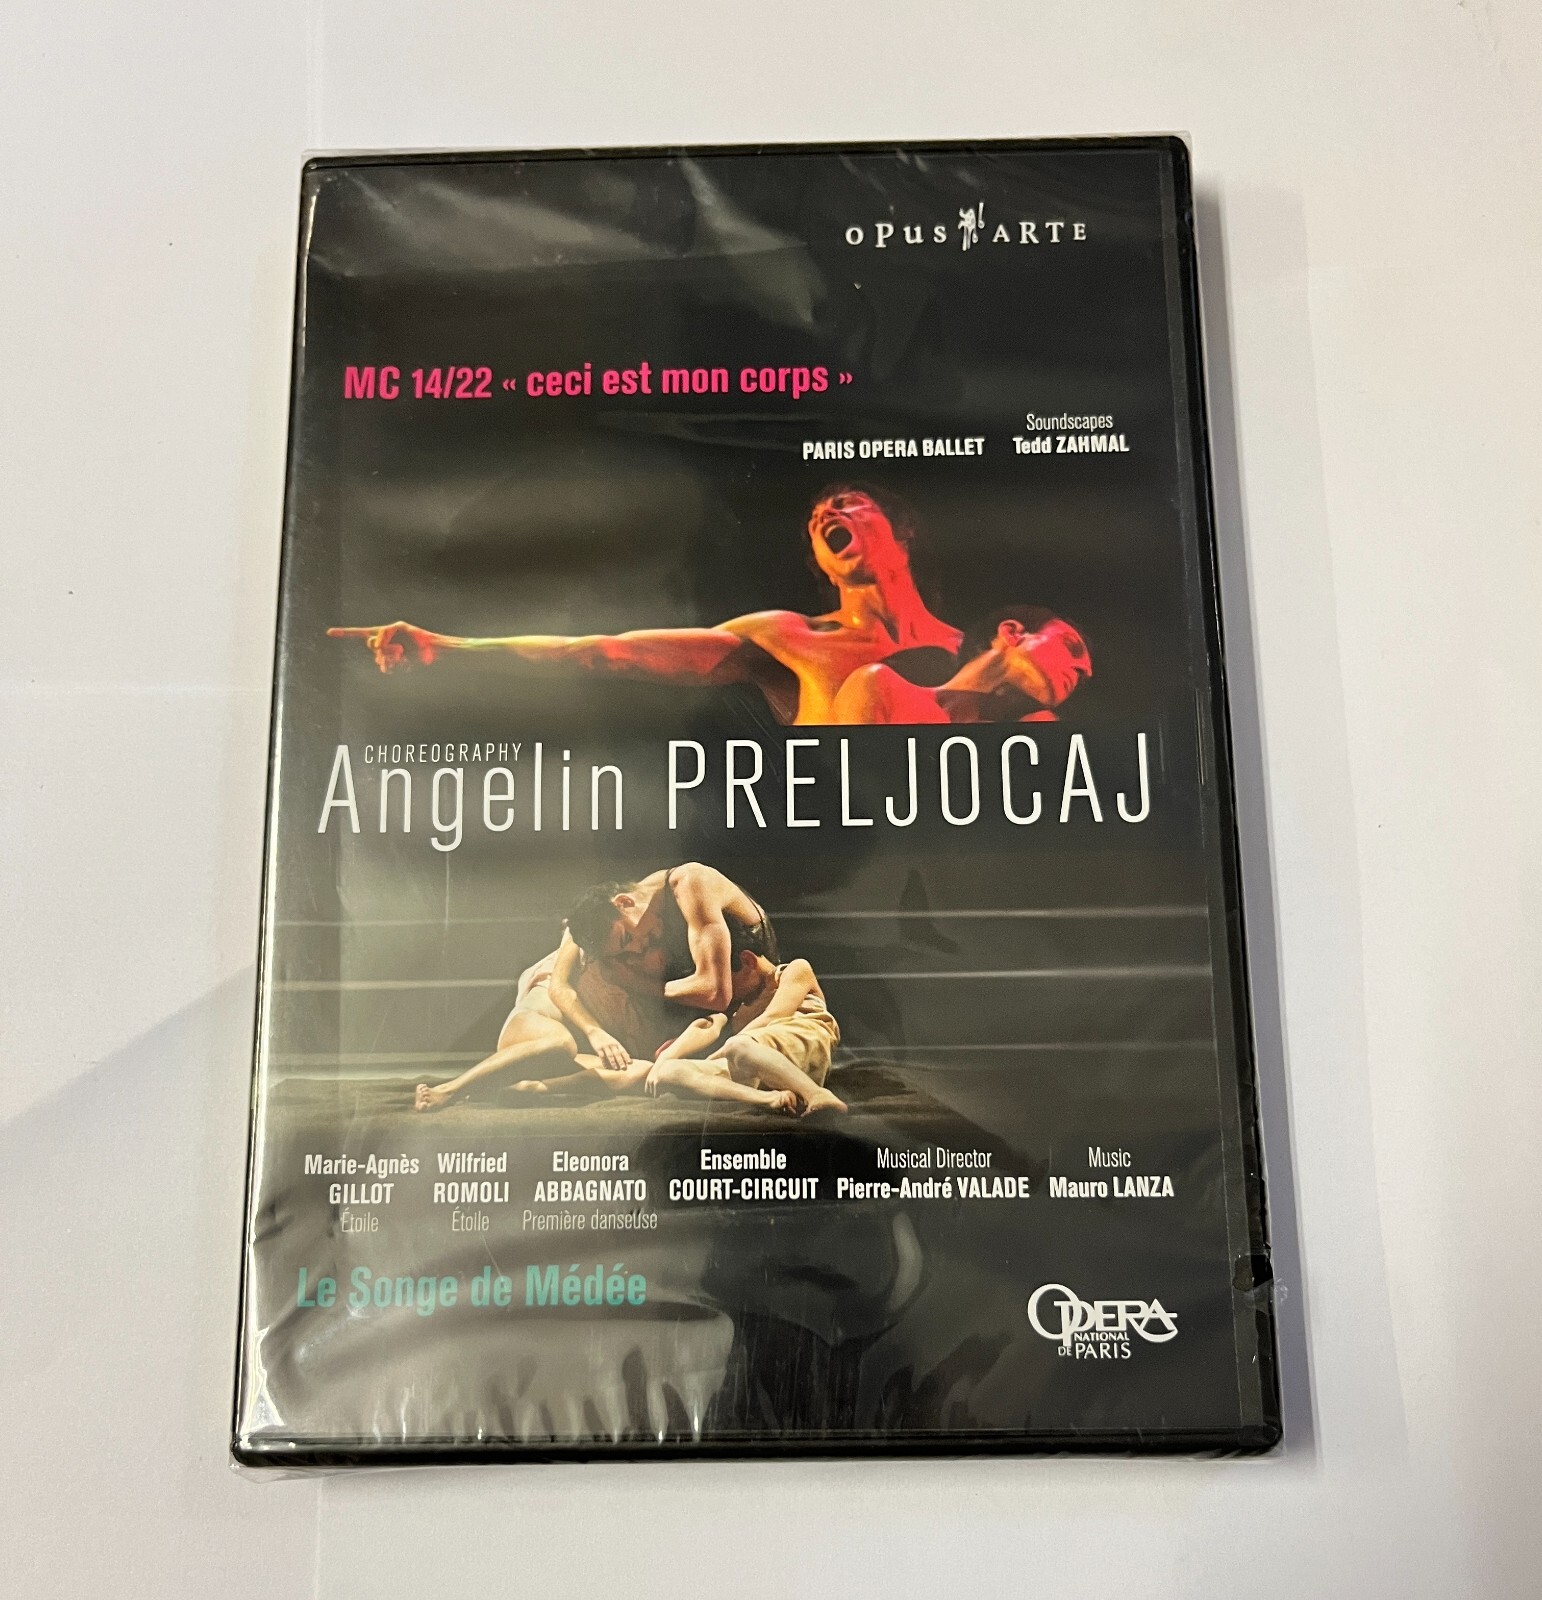 OPUS ARTE
MC 14/22 « ceci est mon corps »
PARIS OPERA BALLET
Soundscapes
Tedd ZAHMAL
CHOREOGRAPHY
Angelin PRELJOCAJ
Marie-Agnès
GILLOT
Étoile
Wilfried
ROMOLI
Étoile
Eleonora
ABBAGNATO
Première danseuse
Ensemble
COURT-CIRCUIT
Musical Director
Pierre-André VALADE
Music
Mauro LANZA
Le Songe de Médée
OPERA
NATIONAL
DE PARIS